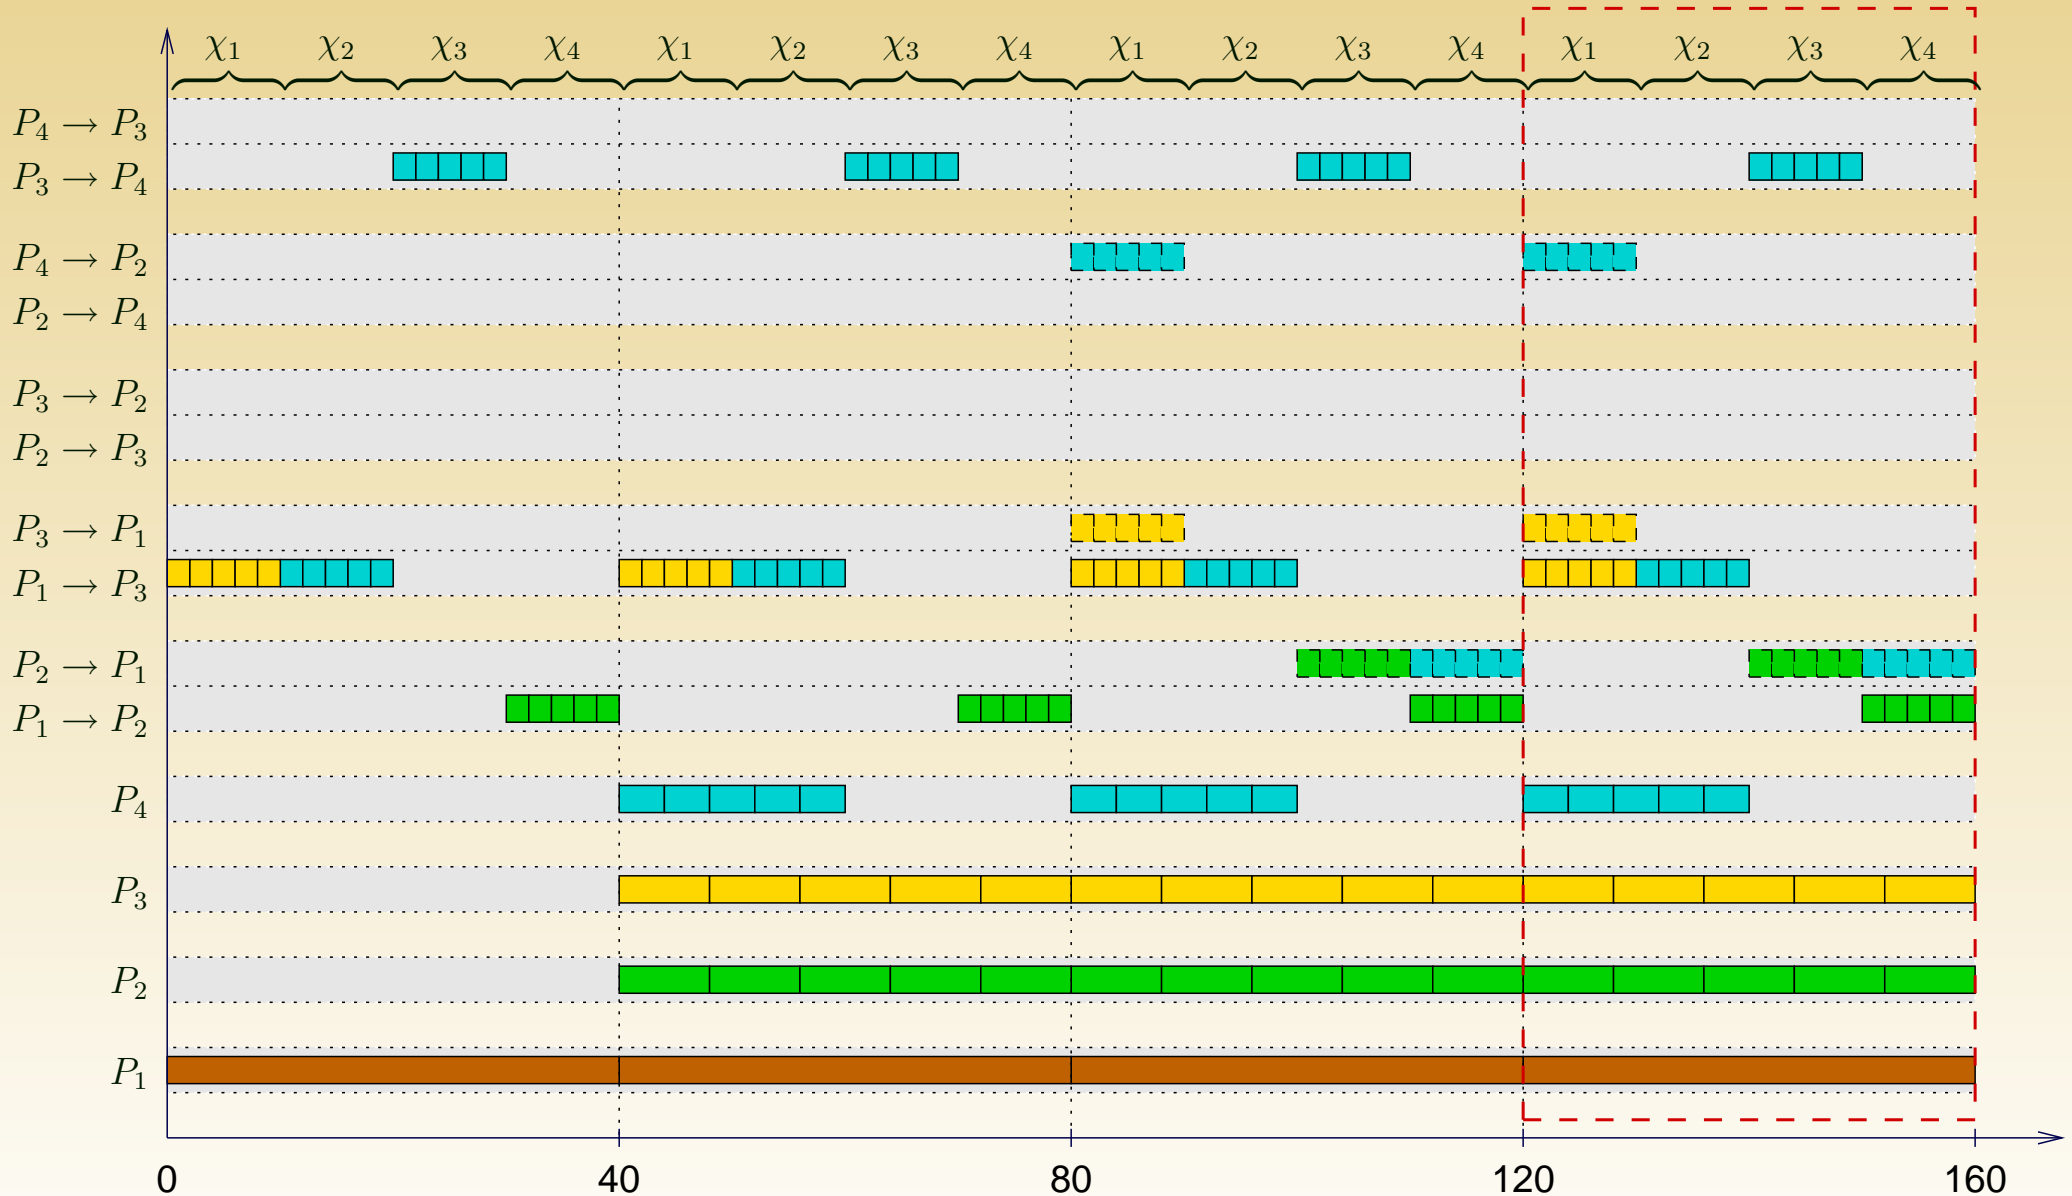 χ1 χ2 χ3 χ4 χ1 χ2 χ3 χ4 χ1 χ2 χ3 χ4 χ1 χ2 χ3 χ4
P4 → P3
P3 → P4
P4 → P2
P2 → P4
P3 → P2
P2 → P3
P3 → P1
P1 → P3
P2 → P1
P1 → P2
P4
P3
P2
P1
0 40 80 120 160